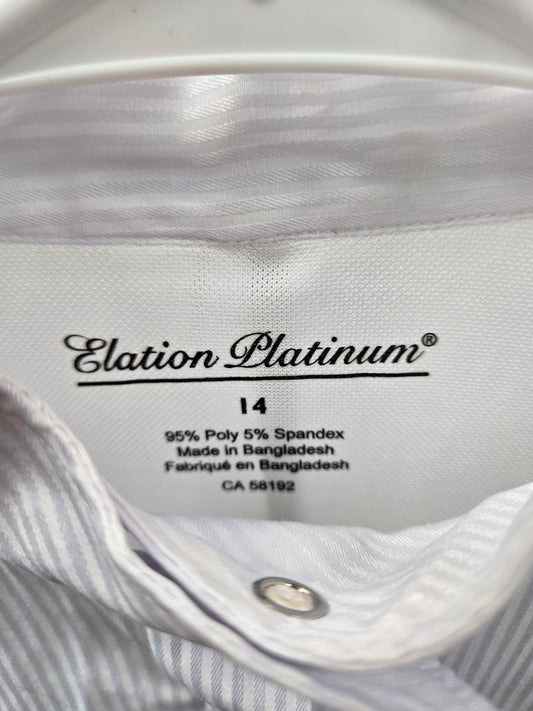 Elation Platinum®
14
95% Poly 5% Spandex
Made in Bangladesh
Fabriqué en Bangladesh
CA 58192